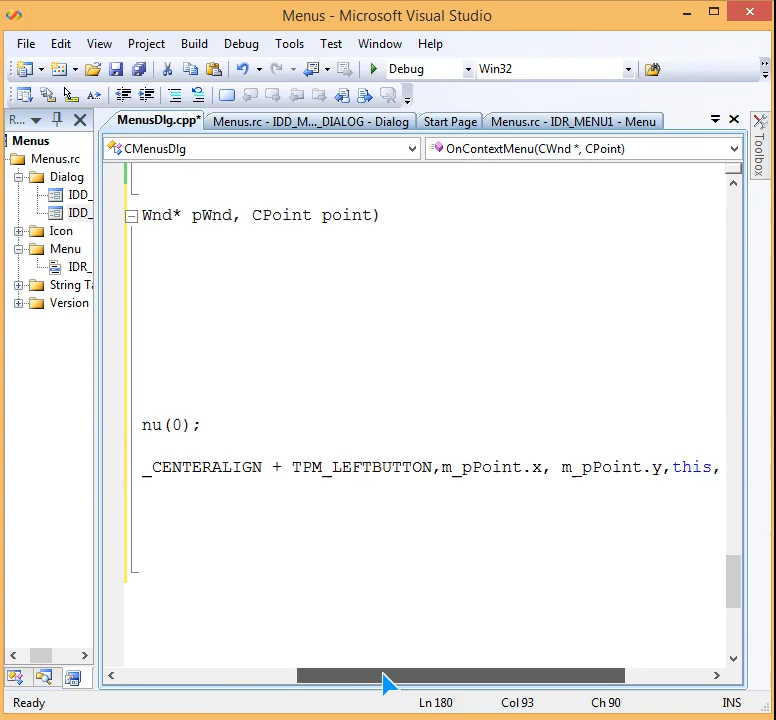 Menus - Microsoft Visual Studio
File Edit View Project Build Debug Tools Test Window Help
Debug Win32
R... MenusDlg.cpp* Menus.rc - IDD_M..._DIALOG - Dialog Start Page Menus.rc - IDR_MENU1 - Menu
Toolbox
Menus
Menus.rc
Dialog
IDD_
IDD_
Icon
Menu
IDR_
String Ta
Version
CMenusDlg OnContextMenu(CWnd *, CPoint)
Wnd* pWnd, CPoint point)
nu(0);
_CENTERALIGN + TPM_LEFTBUTTON,m_pPoint.x, m_pPoint.y,this,
Ready Ln 180 Col 93 Ch 90 INS